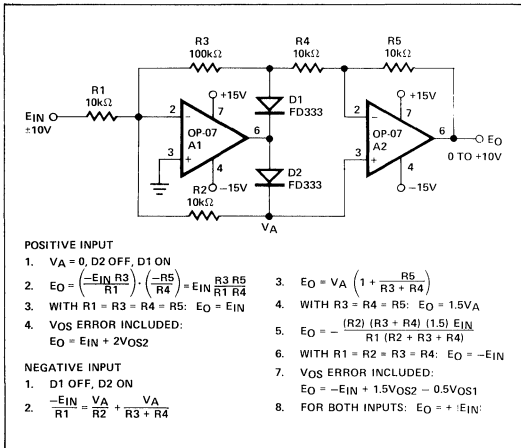 R3
100kΩ
R4
10kΩ
R5
10kΩ
R1
10kΩ
EIN
±10V
+15V
2
7
−
OP-07
A1
6
3
+
4
−15V
D1
FD333
D2
FD333
R2
10kΩ
VA
+15V
2
7
−
OP-07
A2
6
3
+
4
−15V
EO
0 TO +10V
POSITIVE INPUT
1. VA = 0, D2 OFF, D1 ON
2. EO = (−EIN R3 / R1) · (−R5 / R4) = EIN R3 R5 / R1 R4
3. WITH R1 = R3 = R4 = R5: EO = EIN
4. VOS ERROR INCLUDED:
EO = EIN + 2VOS2
NEGATIVE INPUT
1. D1 OFF, D2 ON
2. −EIN / R1 = VA / R2 + VA / R3 + R4
3. EO = VA (1 + R5 / R3 + R4)
4. WITH R3 = R4 = R5: EO = 1.5VA
5. EO = − (R2) (R3 + R4) (1.5) EIN / R1 (R2 + R3 + R4)
6. WITH R1 = R2 = R3 = R4: EO = −EIN
7. VOS ERROR INCLUDED:
EO = −EIN + 1.5VOS2 − 0.5VOS1
8. FOR BOTH INPUTS: EO = + |EIN|